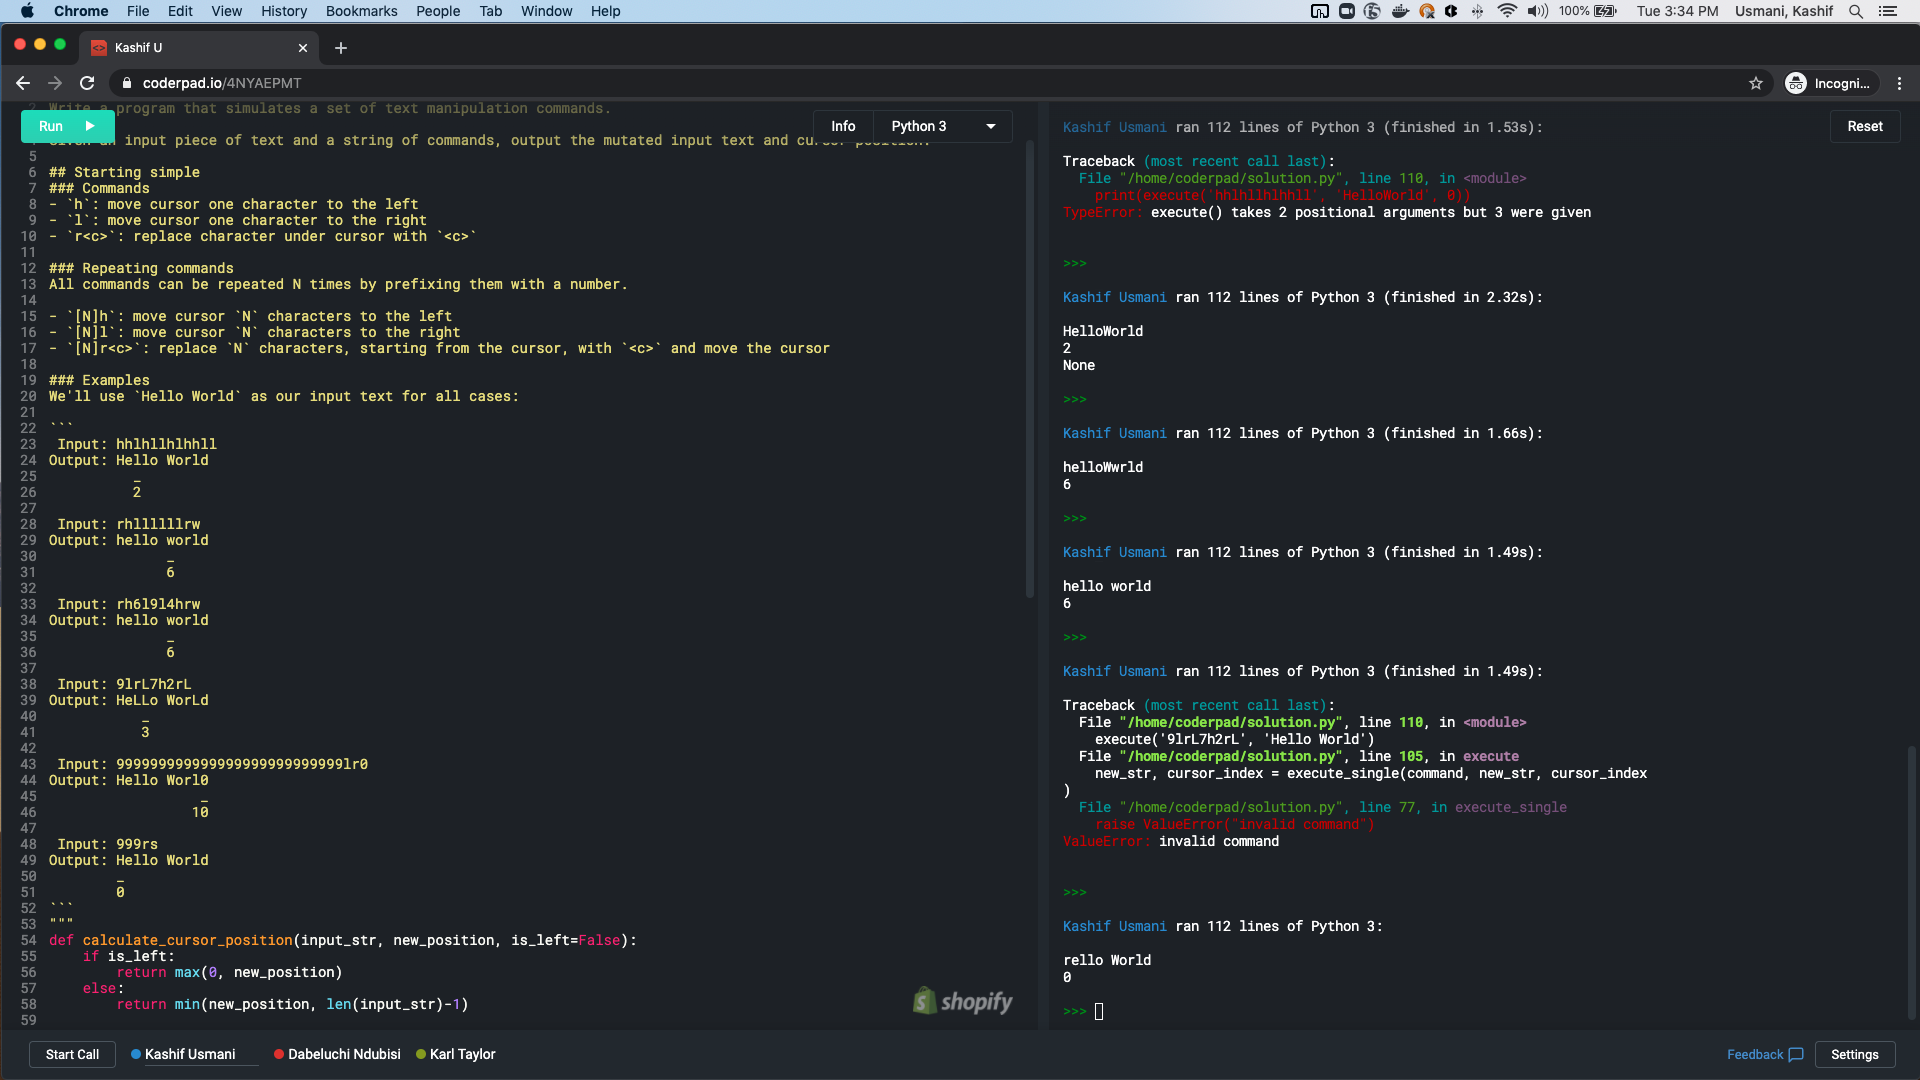 Chrome File Edit View History Bookmarks People Tab Window Help 100% Tue 3:34 PM Usmani, Kashif
Kashif U
coderpad.io/4NYAEPMT Incogni...
Run Info Python 3
2 Write a program that simulates a set of text manipulation commands.
an input piece of text and a string of commands, output the mutated input text and cursor position.
5
6 ## Starting simple
7 ### Commands
8 - `h`: move cursor one character to the left
9 - `l`: move cursor one character to the right
10 - `r<c>`: replace character under cursor with `<c>`
11
12 ### Repeating commands
13 All commands can be repeated N times by prefixing them with a number.
14
15 - `[N]h`: move cursor `N` characters to the left
16 - `[N]l`: move cursor `N` characters to the right
17 - `[N]r<c>`: replace `N` characters, starting from the cursor, with `<c>` and move the cursor
18
19 ### Examples
20 We'll use `Hello World` as our input text for all cases:
21
22 ```
23 Input: hhlhllhlhhll
24 Output: Hello World
25 _
26 2
27
28 Input: rhllllllrw
29 Output: hello world
30 _
31 6
32
33 Input: rh6l9l4hrw
34 Output: hello world
35 _
36 6
37
38 Input: 9lrL7h2rL
39 Output: HeLLo WorLd
40 _
41 3
42
43 Input: 999999999999999999999999999lr0
44 Output: Hello Worl0
45 _
46 10
47
48 Input: 999rs
49 Output: Hello World
50 _
51 0
52 ```
53 """
54 def calculate_cursor_position(input_str, new_position, is_left=False):
55 if is_left:
56 return max(0, new_position)
57 else:
58 return min(new_position, len(input_str)-1)
59
shopify
Reset
Kashif Usmani ran 112 lines of Python 3 (finished in 1.53s):
Traceback (most recent call last):
File "/home/coderpad/solution.py", line 110, in <module>
print(execute('hhlhllhlhhll', 'HelloWorld', 0))
TypeError: execute() takes 2 positional arguments but 3 were given
>>>
Kashif Usmani ran 112 lines of Python 3 (finished in 2.32s):
HelloWorld
2
None
>>>
Kashif Usmani ran 112 lines of Python 3 (finished in 1.66s):
helloWwrld
6
>>>
Kashif Usmani ran 112 lines of Python 3 (finished in 1.49s):
hello world
6
>>>
Kashif Usmani ran 112 lines of Python 3 (finished in 1.49s):
Traceback (most recent call last):
File "/home/coderpad/solution.py", line 110, in <module>
execute('9lrL7h2rL', 'Hello World')
File "/home/coderpad/solution.py", line 105, in execute
new_str, cursor_index = execute_single(command, new_str, cursor_index
)
File "/home/coderpad/solution.py", line 77, in execute_single
raise ValueError("invalid command")
ValueError: invalid command
>>>
Kashif Usmani ran 112 lines of Python 3:
rello World
0
>>>
Start Call Kashif Usmani Dabeluchi Ndubisi Karl Taylor Feedback Settings